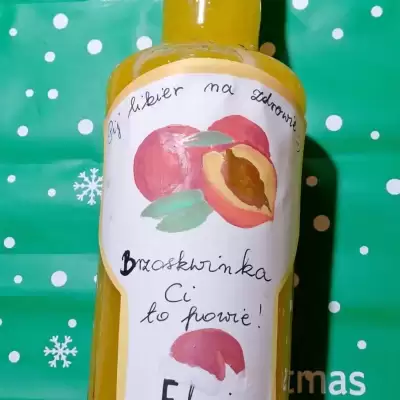 Pij likier na zdrowie
Brzoskwinka
Ci
to powie!
tmas